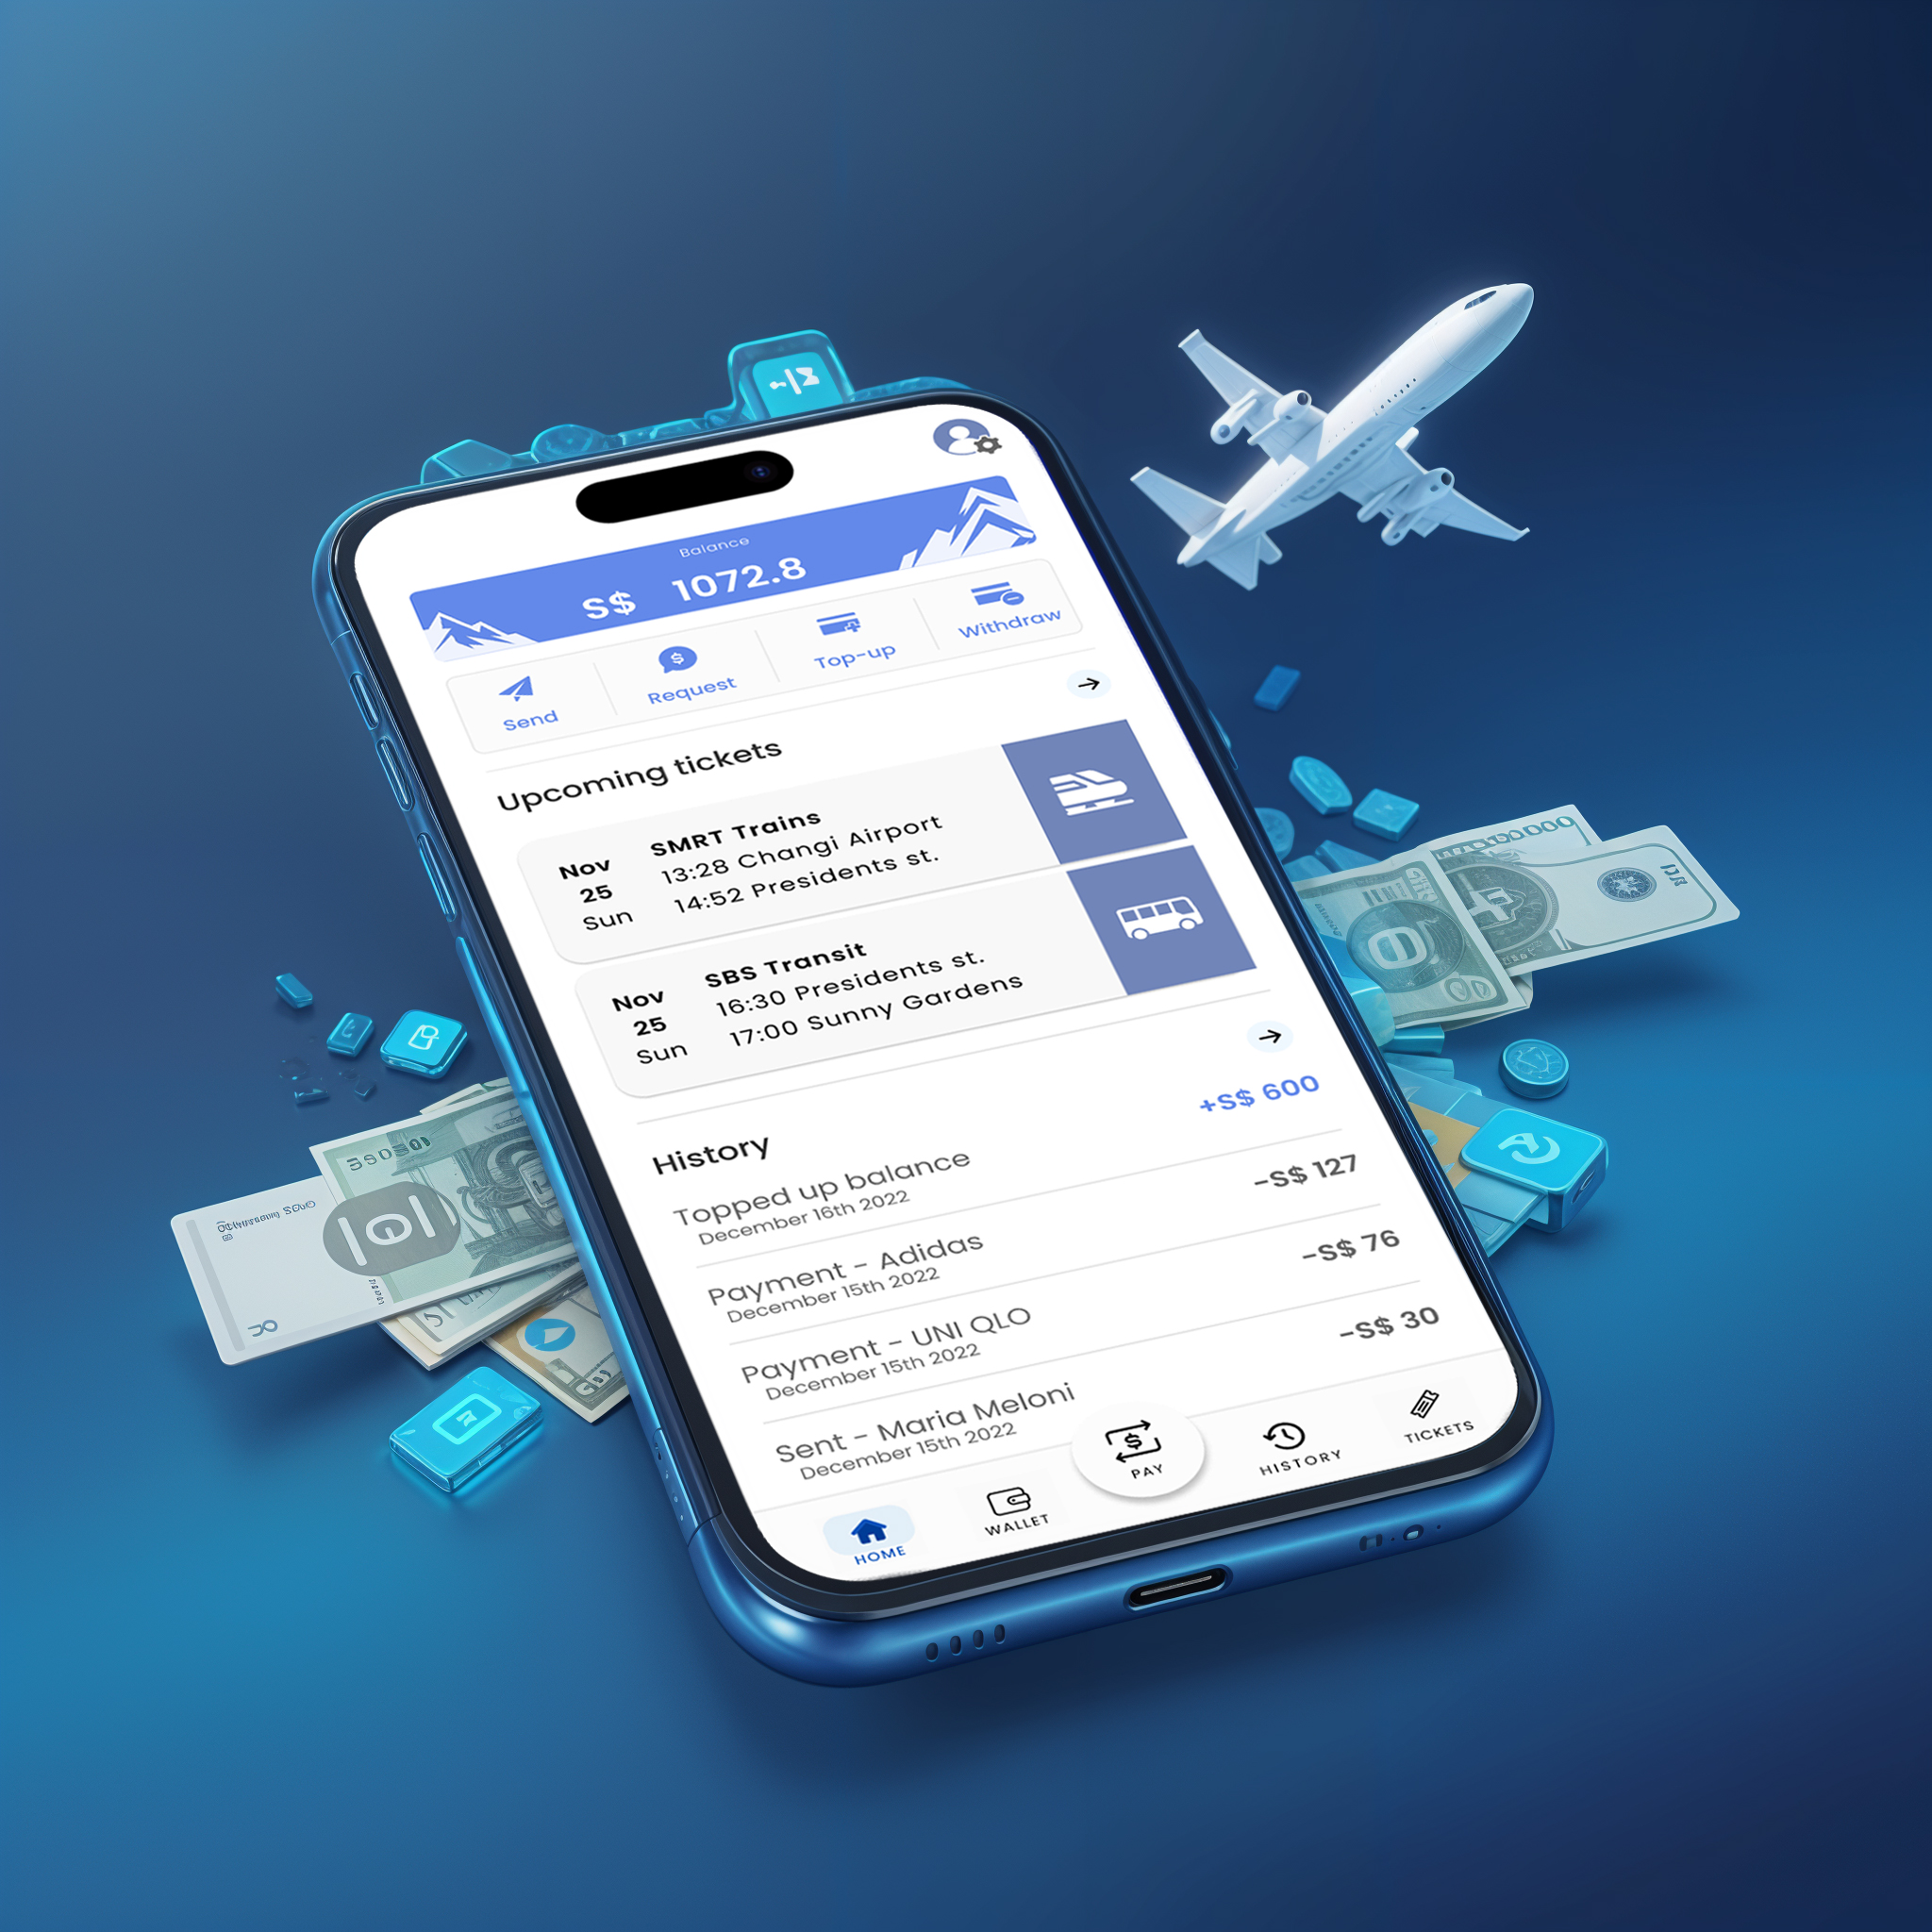 Balance
S$ 1072.8
Send
Request
Top-up
Withdraw
Upcoming tickets
Nov
25
Sun
SMRT Trains
13:28 Changi Airport
14:52 Presidents st.
Nov
25
Sun
SBS Transit
16:30 Presidents st.
17:00 Sunny Gardens
History
Topped up balance
December 16th 2022
+S$ 600
Payment - Adidas
December 15th 2022
-S$ 127
Payment - UNI QLO
December 15th 2022
-S$ 76
Sent - Maria Meloni
December 15th 2022
-S$ 30
HOME
WALLET
PAY
HISTORY
TICKETS